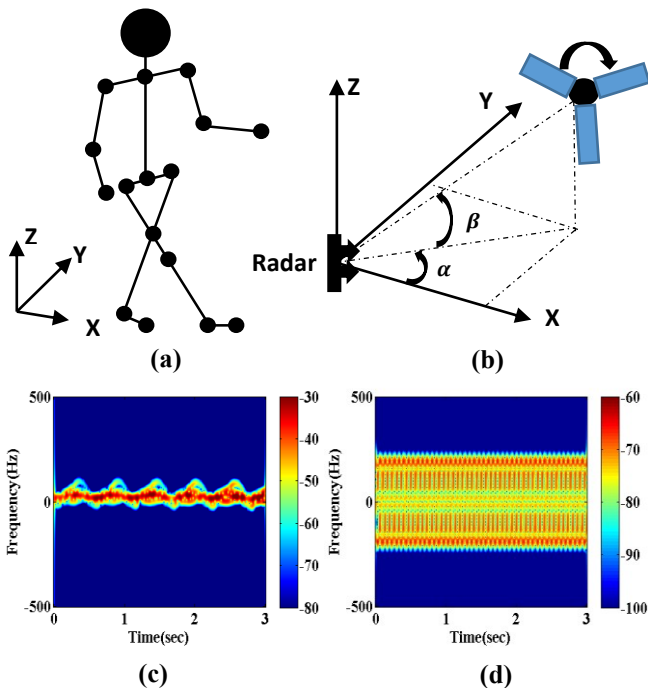 Z
Y
X
(a)
Z
Y
β
Radar
α
X
(b)
500
0
-500
Frequency(Hz)
0
1
2
3
Time(sec)
-30
-40
-50
-60
-70
-80
(c)
500
0
-500
Frequency(Hz)
0
1
2
3
Time(sec)
-60
-70
-80
-90
-100
(d)